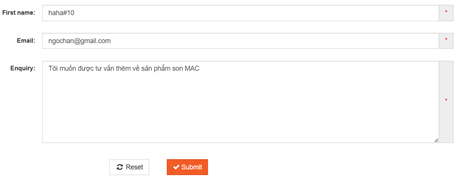 First name: haha#10 *
Email: ngochan@gmail.com *
Enquiry: Tôi muốn được tư vấn thêm về sản phẩm son MAC
*
Reset Submit